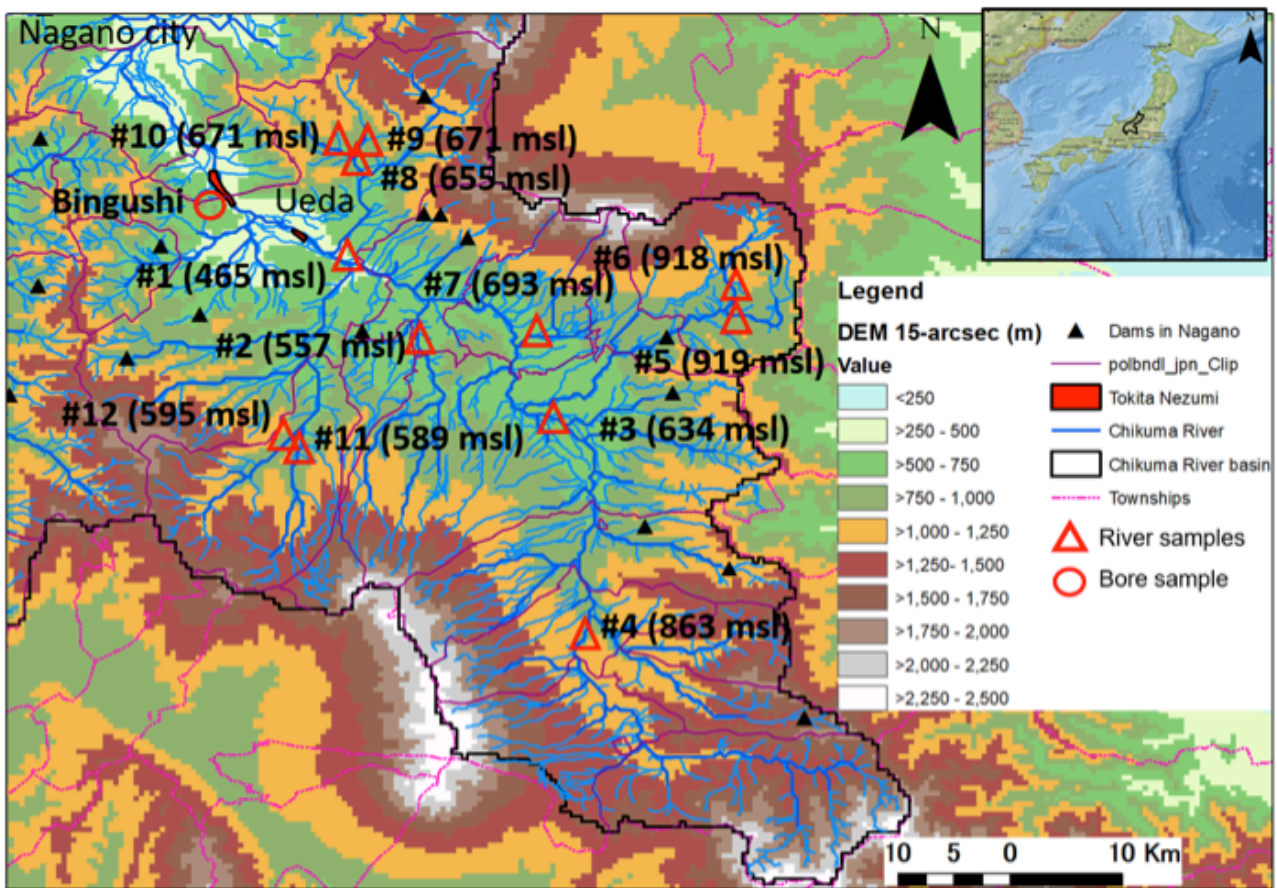 Nagano city
N
N
#10 (671 msl)
#9 (671 msl)
#8 (655 msl)
Bingushi
Ueda
#1 (465 msl)
#6 (918 msl)
#7 (693 msl)
#2 (557 msl)
#5 (919 msl)
#12 (595 msl)
#11 (589 msl)
#3 (634 msl)
#4 (863 msl)
Legend
DEM 15-arcsec (m)
Value
<250
>250 - 500
>500 - 750
>750 - 1,000
>1,000 - 1,250
>1,250- 1,500
>1,500 - 1,750
>1,750 - 2,000
>2,000 - 2,250
>2,250 - 2,500
Dams in Nagano
polbndl_jpn_Clip
Tokita Nezumi
Chikuma River
Chikuma River basin
Townships
River samples
Bore sample
10 5 0 10 Km